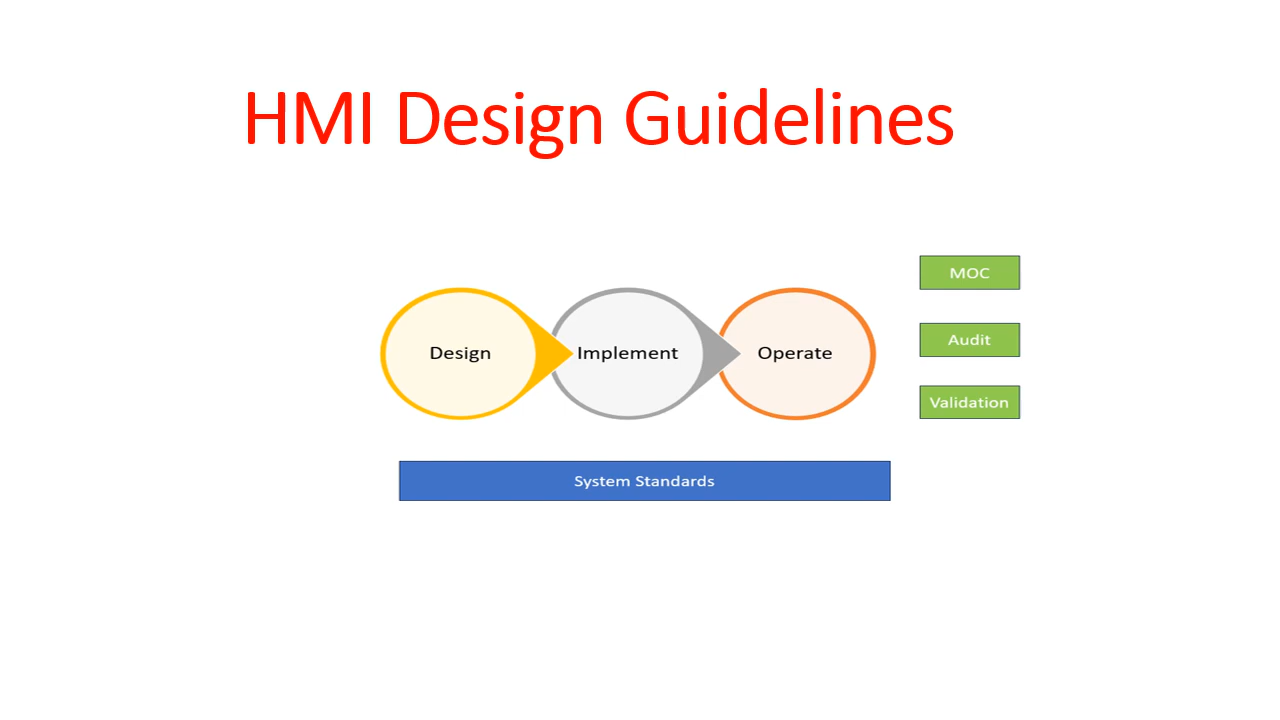 HMI Design Guidelines
Design
Implement
Operate
MOC
Audit
Validation
System Standards